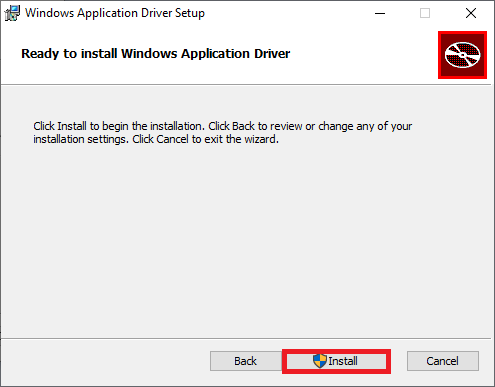 Windows Application Driver Setup
Ready to install Windows Application Driver
Click Install to begin the installation. Click Back to review or change any of your
installation settings. Click Cancel to exit the wizard.
Back Install Cancel